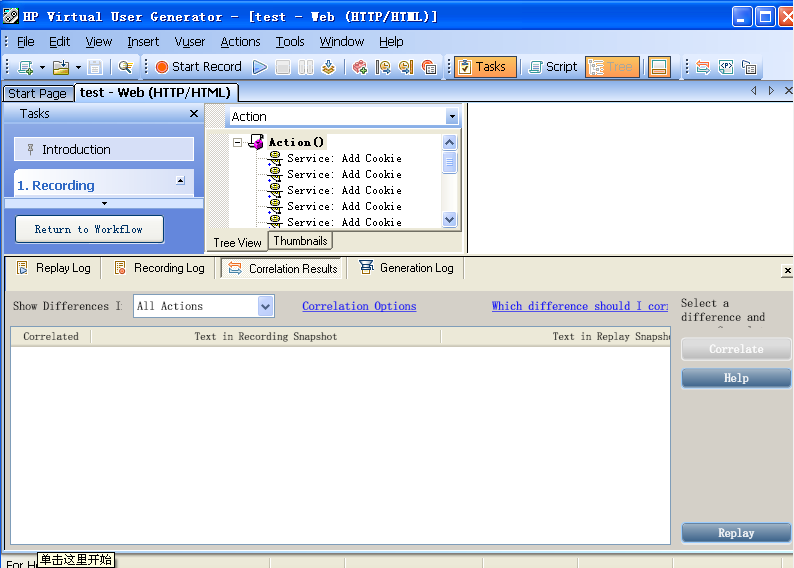 HP Virtual User Generator - [test - Web (HTTP/HTML)]
File Edit View Insert Vuser Actions Tools Window Help
Start Record Tasks Script Tree
Start Page test - Web (HTTP/HTML)
Tasks
Introduction
1. Recording
Return to Workflow
Action
Action()
Service: Add Cookie
Service: Add Cookie
Service: Add Cookie
Service: Add Cookie
Service: Add Cookie
Tree View Thumbnails
Replay Log Recording Log Correlation Results Generation Log
Show Differences I All Actions Correlation Options Which difference should I cor
Select a
difference and
Correlated Text in Recording Snapshot Text in Replay Snapsh
Correlate
Help
Replay
For H
单击这里开始